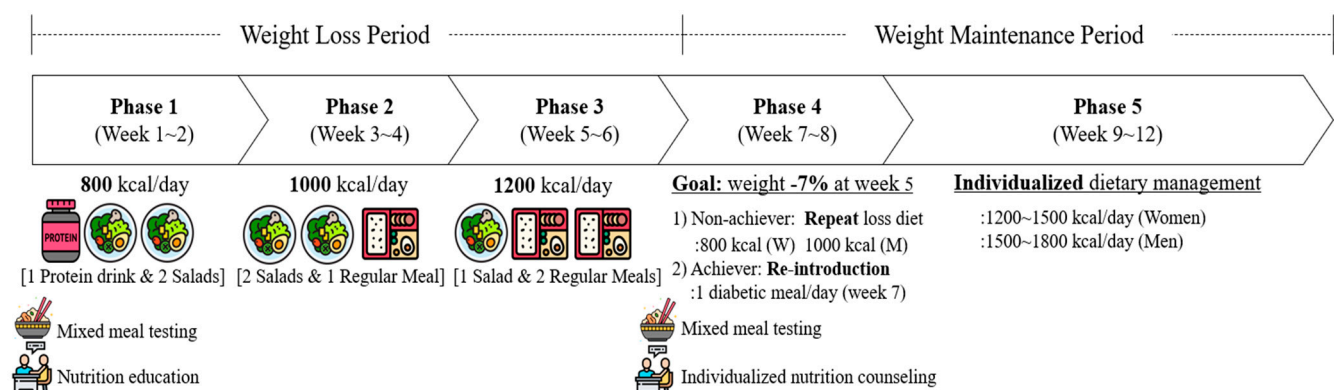 Weight Loss Period
Weight Maintenance Period
Phase 1
(Week 1~2)
Phase 2
(Week 3~4)
Phase 3
(Week 5~6)
Phase 4
(Week 7~8)
Phase 5
(Week 9~12)
800 kcal/day
PROTEIN
[1 Protein drink & 2 Salads]
1000 kcal/day
[2 Salads & 1 Regular Meal]
1200 kcal/day
[1 Salad & 2 Regular Meals]
Goal: weight -7% at week 5
1) Non-achiever: Repeat loss diet
:800 kcal (W) 1000 kcal (M)
2) Achiever: Re-introduction
:1 diabetic meal/day (week 7)
Individualized dietary management
:1200~1500 kcal/day (Women)
:1500~1800 kcal/day (Men)
Mixed meal testing
Nutrition education
Mixed meal testing
Individualized nutrition counseling